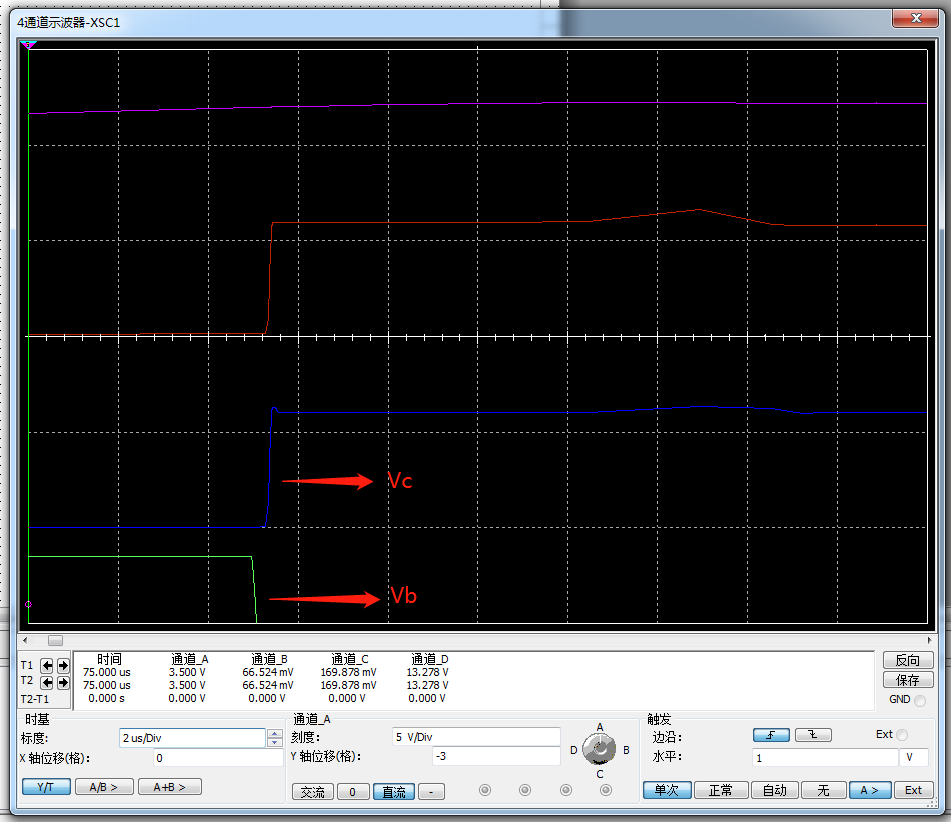 4通道示波器-XSC1
Vc
Vb
时间 通道_A 通道_B 通道_C 通道_D
T1 75.000 us 3.500 V 66.524 mV 169.878 mV 13.278 V
T2 75.000 us 3.500 V 66.524 mV 169.878 mV 13.278 V
T2-T1 0.000 s 0.000 V 0.000 V 0.000 V 0.000 V
反向
保存
GND
时基
标度: 2 us/Div
X 轴位移(格): 0
Y/T A/B > A+B >
通道_A
刻度: 5 V/Div
Y 轴位移(格): -3
交流 0 直流 -
A
D B
C
触发
边沿: Ext
水平: 1 V
单次 正常 自动 无 A > Ext